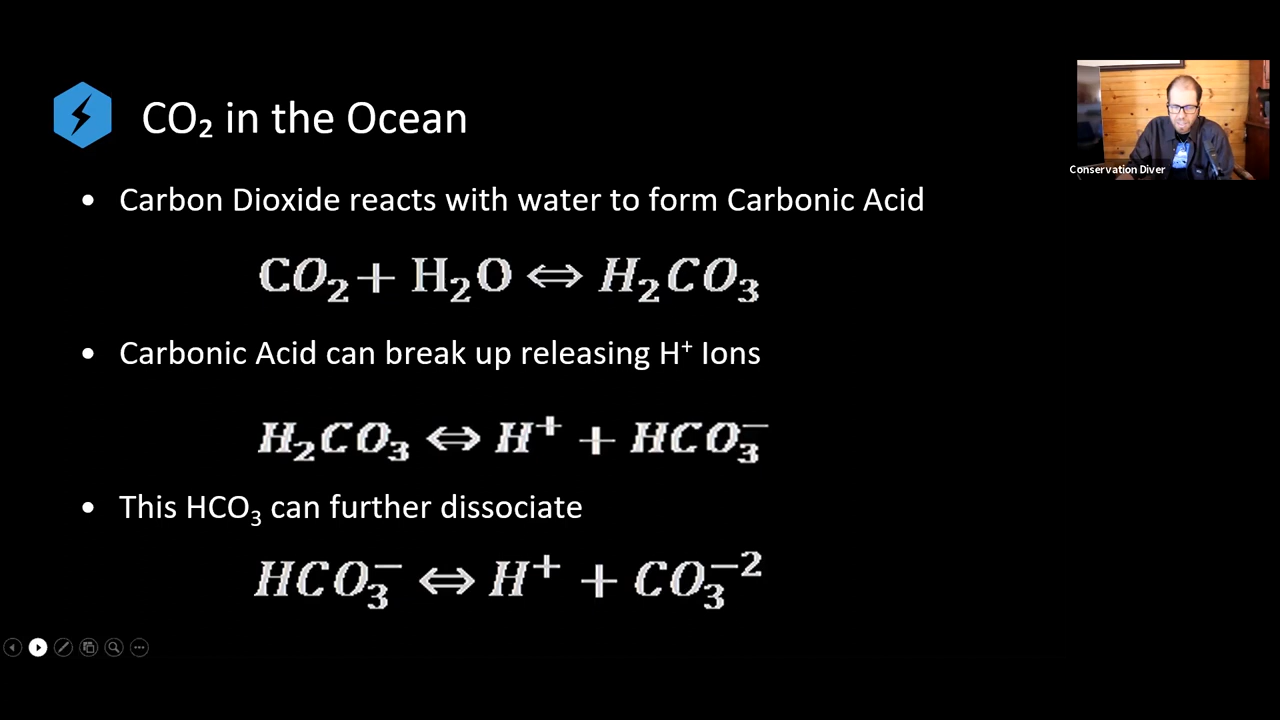 CO₂ in the Ocean
Conservation Diver
• Carbon Dioxide reacts with water to form Carbonic Acid
CO₂ + H₂O ⇔ H₂CO₃
• Carbonic Acid can break up releasing H⁺ Ions
H₂CO₃ ⇔ H⁺ + HCO₃⁻
• This HCO₃ can further dissociate
HCO₃⁻ ⇔ H⁺ + CO₃⁻²